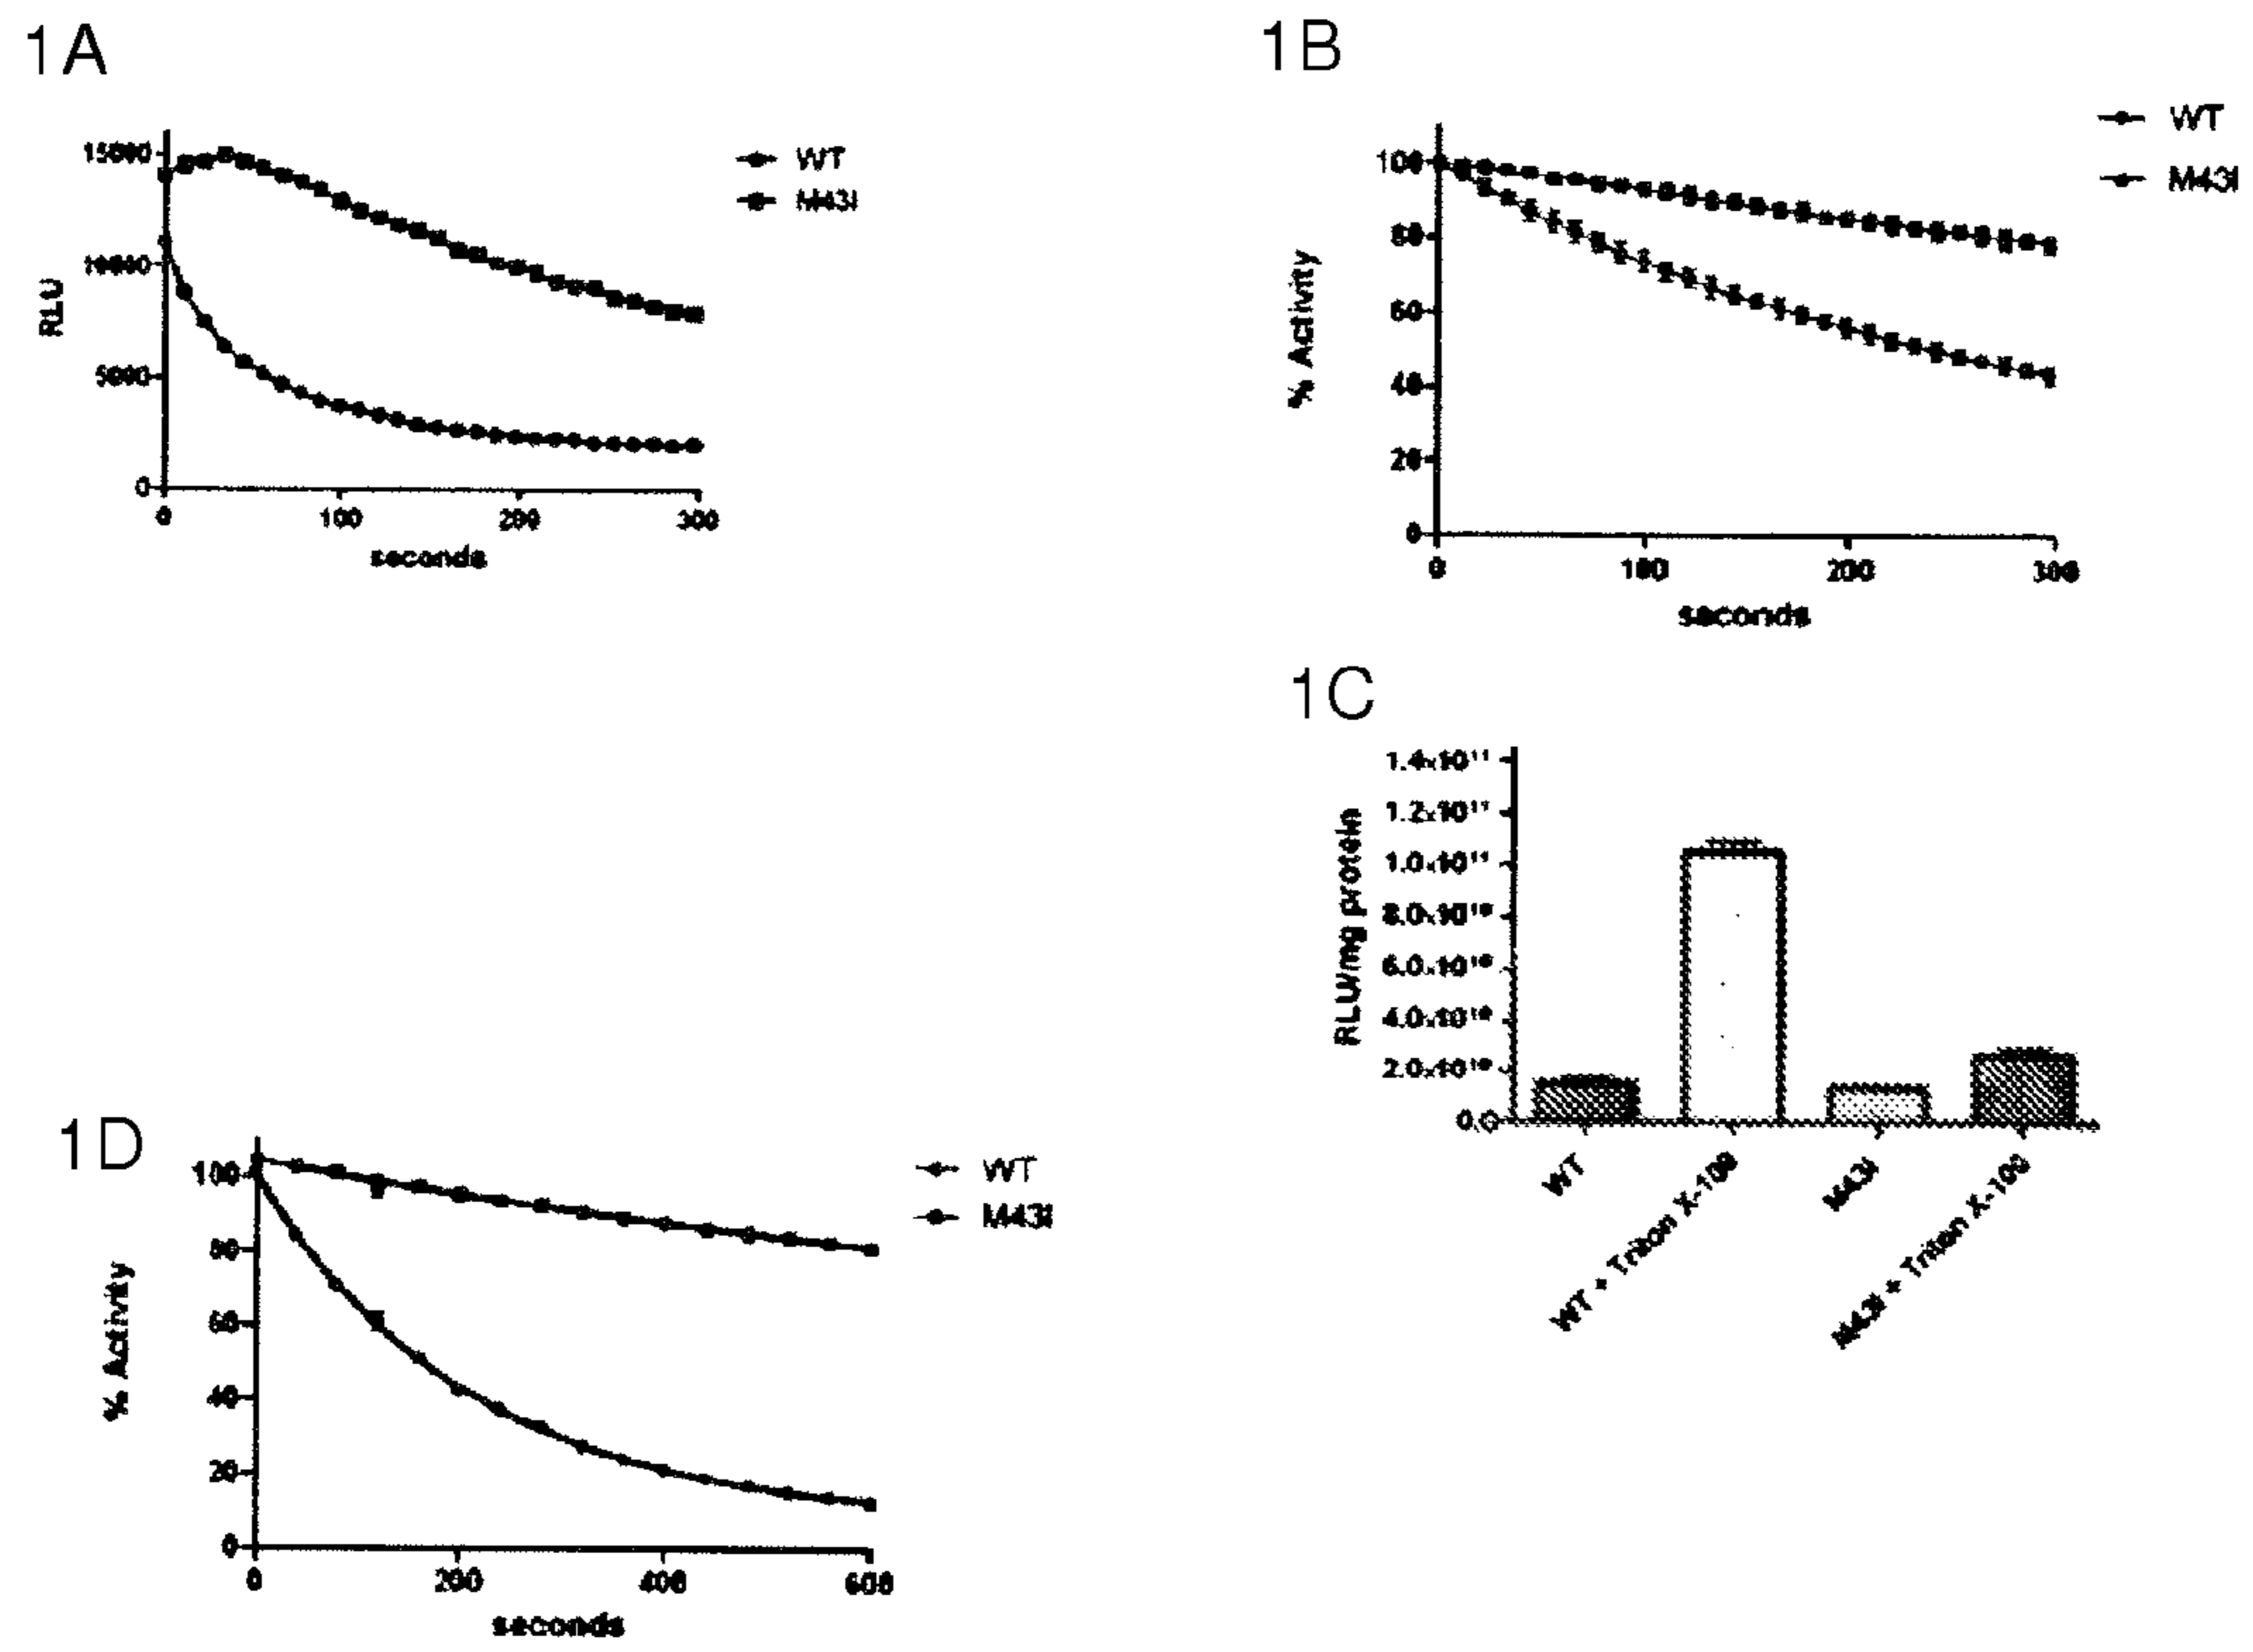 1A
15000
10000
5000
0
RLU
0 100 200 300
seconds
WT
M43I
1B
100
80
60
40
20
0
% Activity
0 100 200 300
seconds
WT
M43I
1C
1.4x10¹¹
1.2x10¹¹
1.0x10¹¹
8.0x10¹⁰
6.0x10¹⁰
4.0x10¹⁰
2.0x10¹⁰
0.0
RLU/mg protein
WT
WT + Triton X-100
M43I
M43I + Triton X-100
1D
100
80
60
40
20
0
% Activity
0 200 400 600
seconds
WT
M43I